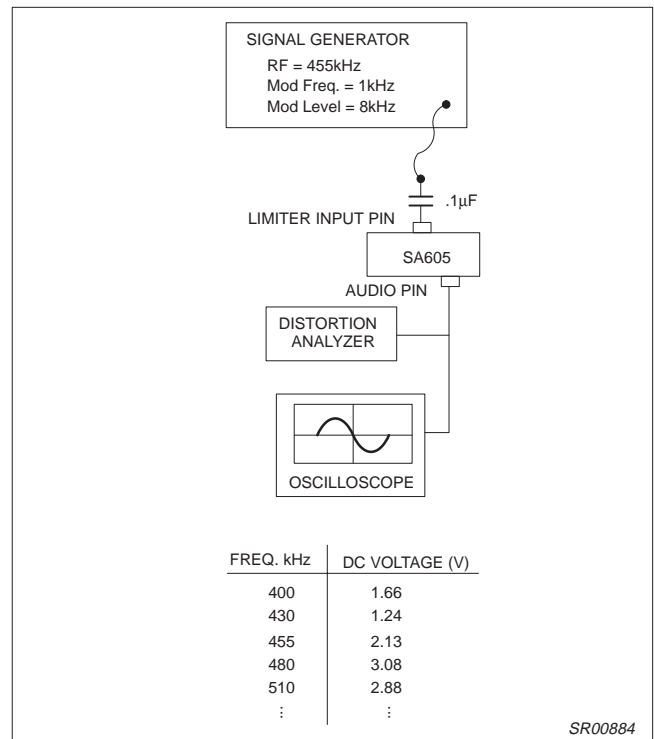 SIGNAL GENERATOR
RF = 455kHz
Mod Freq. = 1kHz
Mod Level = 8kHz
.1µF
LIMITER INPUT PIN
SA605
AUDIO PIN
DISTORTION
ANALYZER
OSCILLOSCOPE
FREQ. kHz DC VOLTAGE (V)
400 1.66
430 1.24
455 2.13
480 3.08
510 2.88
⋮ ⋮
SR00884